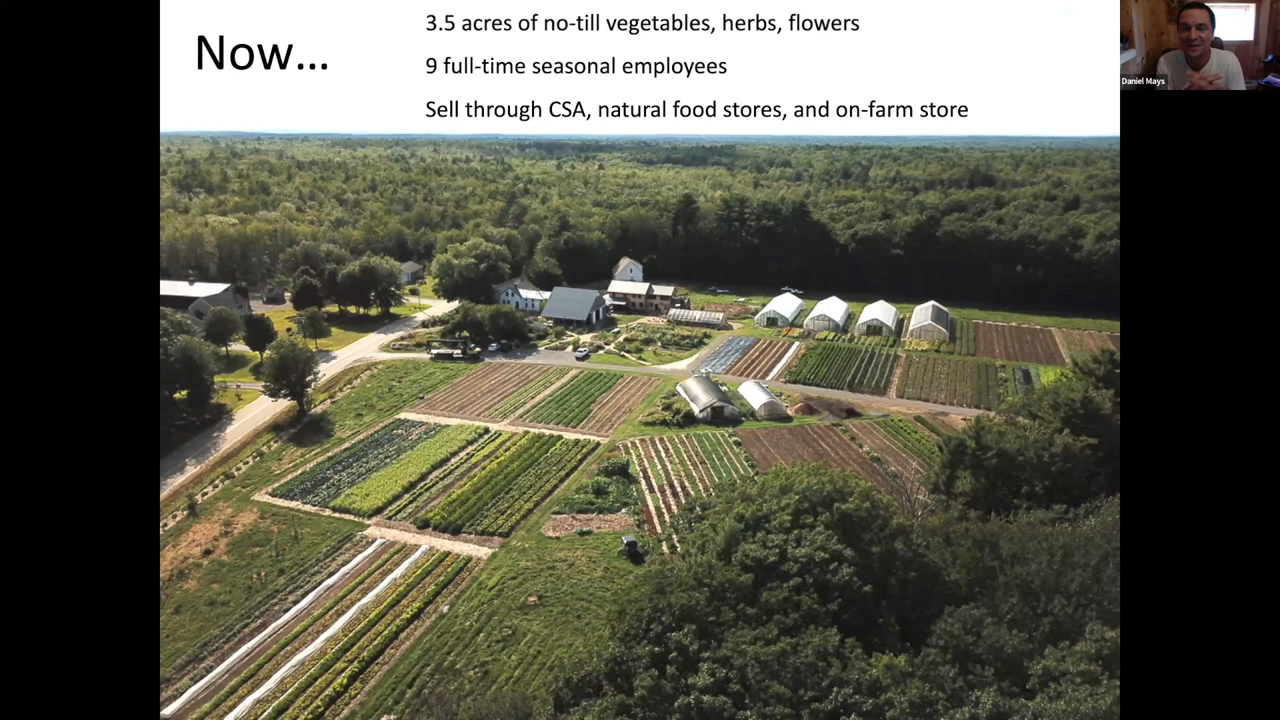 Now...
3.5 acres of no-till vegetables, herbs, flowers
9 full-time seasonal employees
Sell through CSA, natural food stores, and on-farm store
Daniel Mays